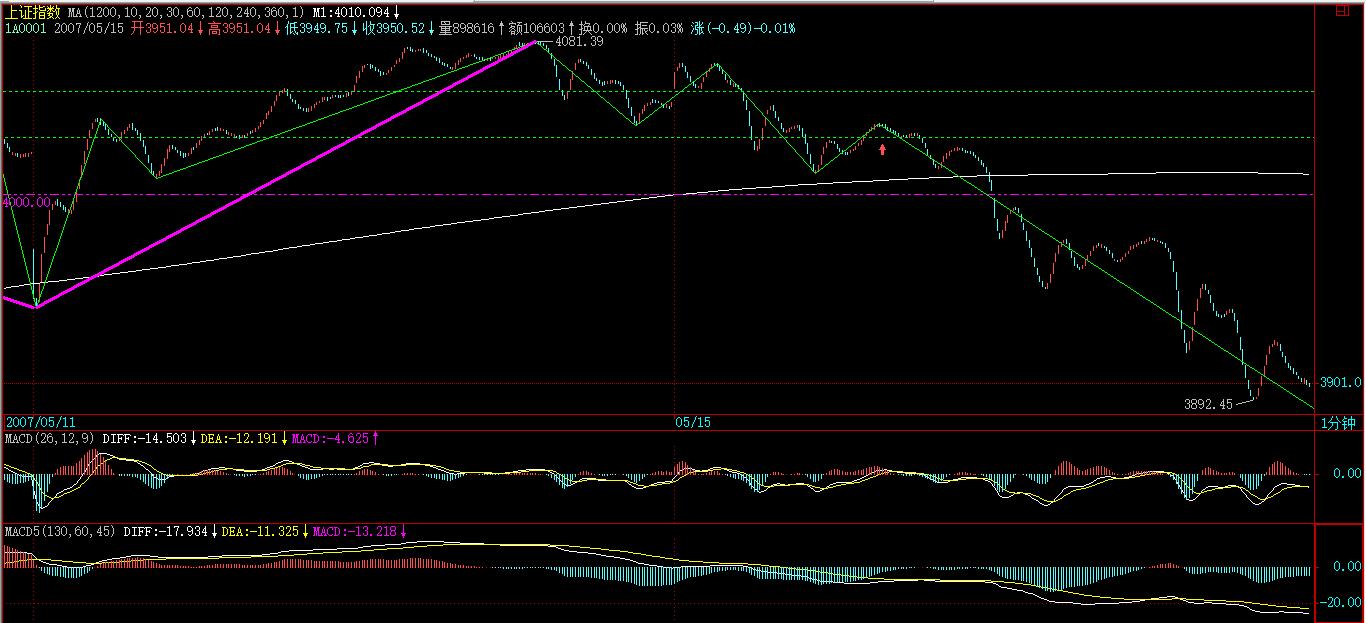 上证指数 MA(1200,10,20,30,60,120,240,360,1) M1:4010.094↓
1A0001 2007/05/15 开3951.04↓高3951.04↓低3949.75↓收3950.52↓量898616↑额106603↑换0.00% 振0.03% 涨(-0.49)-0.01%
4081.39
4000.00
3901.0
3892.45
2007/05/11 05/15 1分钟
MACD(26,12,9) DIFF:-14.503↓DEA:-12.191↓MACD:-4.625↑
0.00
MACD5(130,60,45) DIFF:-17.934↓DEA:-11.325↓MACD:-13.218↓
0.00
-20.00